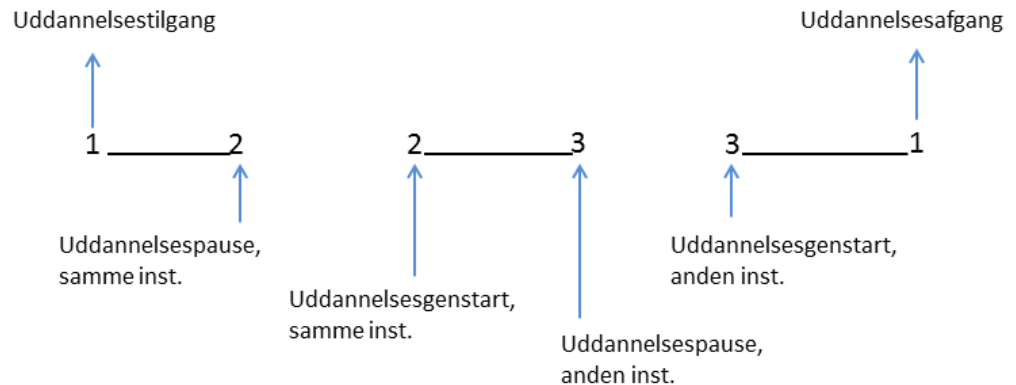 Uddannelsestilgang
Uddannelsesafgang
1 2 2 3 3 1
Uddannelsespause,
samme inst.
Uddannelsesgenstart,
samme inst.
Uddannelsespause,
anden inst.
Uddannelsesgenstart,
anden inst.